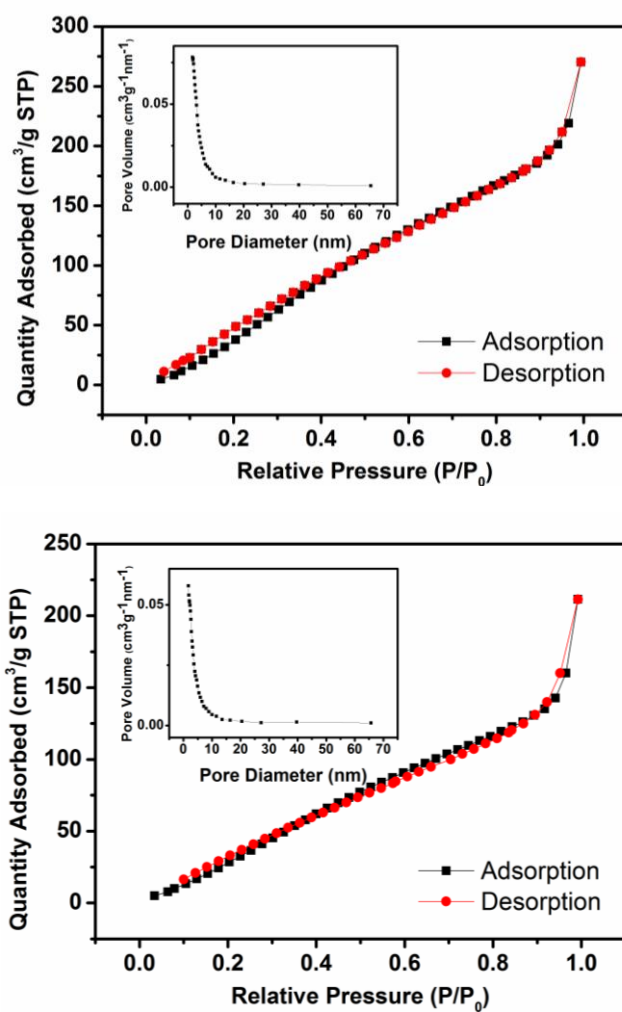 300
250
200
150
100
50
0
Quantity Adsorbed (cm³/g STP)
0.05
0.00
Pore Volume (cm³g⁻¹nm⁻¹)
0 10 20 30 40 50 60 70
Pore Diameter (nm)
Adsorption
Desorption
0.0 0.2 0.4 0.6 0.8 1.0
Relative Pressure (P/P₀)
250
200
150
100
50
0
Quantity Adsorbed (cm³/g STP)
0.05
0.00
Pore Volume (cm³g⁻¹nm⁻¹)
0 10 20 30 40 50 60 70
Pore Diameter (nm)
Adsorption
Desorption
0.0 0.2 0.4 0.6 0.8 1.0
Relative Pressure (P/P₀)